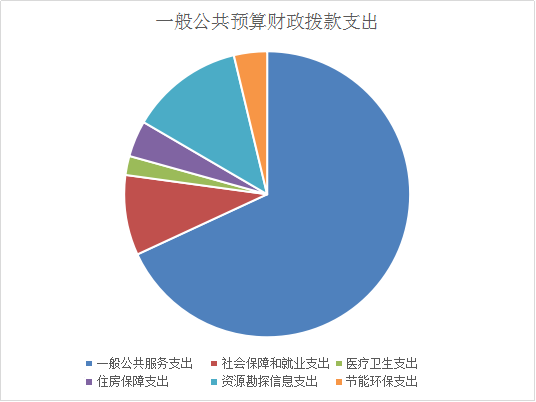 一般公共预算财政拨款支出
一般公共服务支出 社会保障和就业支出 医疗卫生支出
住房保障支出 资源勘探信息支出 节能环保支出